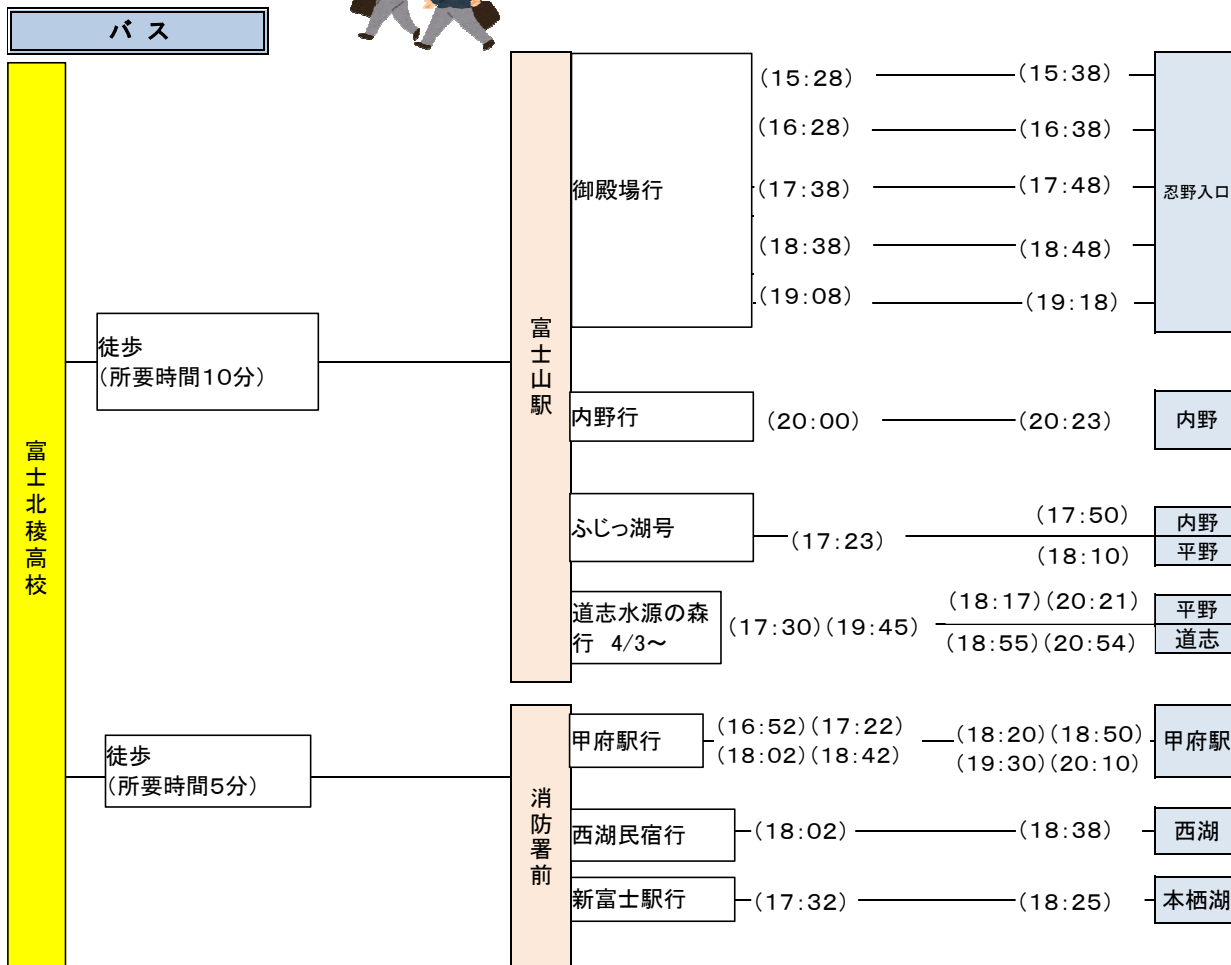 バス
富士北稜高校
徒歩
(所要時間10分)
富士山駅
御殿場行
(15:28) (15:38)
(16:28) (16:38)
(17:38) (17:48)
(18:38) (18:48)
(19:08) (19:18)
忍野入口
内野行 (20:00) (20:23) 内野
ふじっ湖号 (17:23)
(17:50) 内野
(18:10) 平野
道志水源の森
行 4/3~
(17:30)(19:45)
(18:17)(20:21) 平野
(18:55)(20:54) 道志
徒歩
(所要時間5分)
消防署前
甲府駅行
(16:52)(17:22) (18:20)(18:50)
(18:02)(18:42) (19:30)(20:10)
甲府駅
西湖民宿行 (18:02) (18:38) 西湖
新富士駅行 (17:32) (18:25) 本栖湖